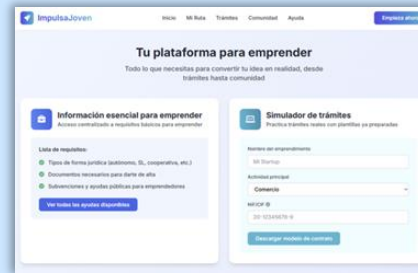 ImpulsaJoven
Inicio Mi Ruta Trámites Comunidad Ayuda
Empieza ahora
Tu plataforma para emprender
Todo lo que necesitas para convertir tu idea en realidad, desde
trámites hasta comunidad
Información esencial para emprender
Acceso centralizado a requisitos básicos para emprender
Lista de requisitos:
Tipos de forma jurídica (autónomo, SL, cooperativa, etc.)
Documentos necesarios para darte de alta
Subvenciones y ayudas públicas para emprendedores
Ver todas las ayudas disponibles
Simulador de trámites
Practica trámites reales con plantillas ya preparadas
Nombre del emprendimiento
Mi Startup
Actividad principal
Comercio
NIF/CIF
20-12345678-9
Descargar modelo de contrato